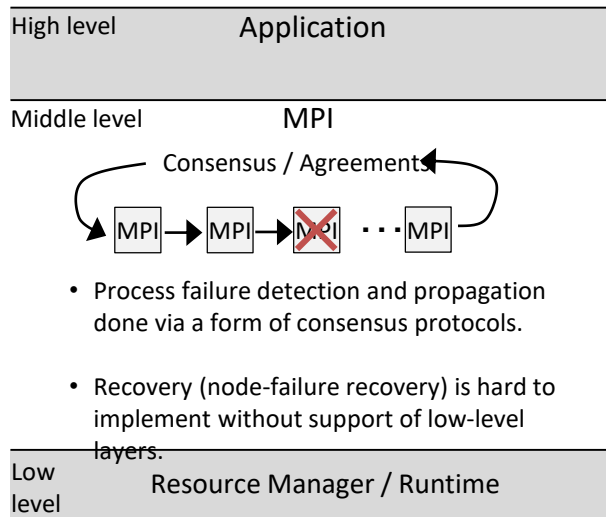 High level Application
Middle level MPI
Consensus / Agreements
MPI MPI MPI ··· MPI
• Process failure detection and propagation
done via a form of consensus protocols.
• Recovery (node-failure recovery) is hard to
implement without support of low-level
layers.
Low
level
Resource Manager / Runtime